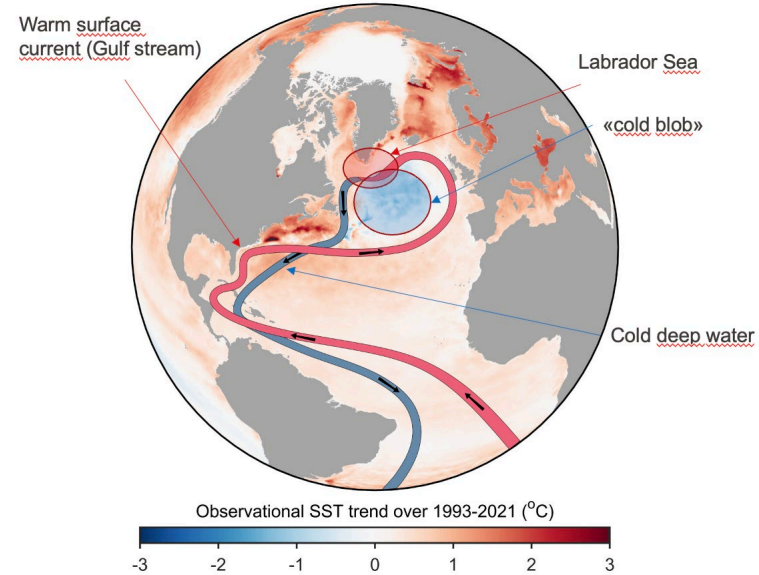 Warm surface
current (Gulf stream)
Labrador Sea
«cold blob»
Cold deep water
Observational SST trend over 1993-2021 (°C)
-3 -2 -1 0 1 2 3